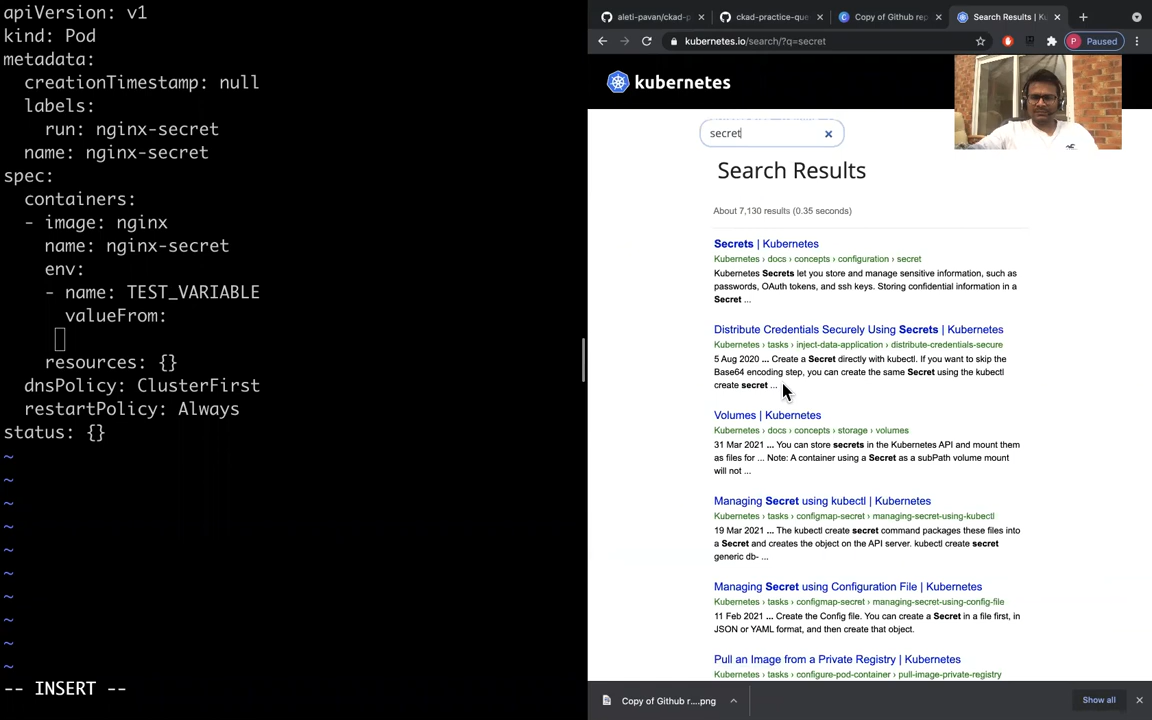 apiVersion: v1
kind: Pod
metadata:
  creationTimestamp: null
  labels:
    run: nginx-secret
  name: nginx-secret
spec:
  containers:
  - image: nginx
    name: nginx-secret
    env:
    - name: TEST_VARIABLE
      valueFrom:
    resources: {}
  dnsPolicy: ClusterFirst
  restartPolicy: Always
status: {}
~
~
~
~
~
~
~
~
~
~
-- INSERT --
aleti-pavan/ckad-p
ckad-practice-que
Copy of Github rep
Search Results | Ku
kubernetes.io/search/?q=secret
P Paused
kubernetes
secret
Search Results
About 7,130 results (0.35 seconds)
Secrets | Kubernetes
Kubernetes › docs › concepts › configuration › secret
Kubernetes Secrets let you store and manage sensitive information, such as
passwords, OAuth tokens, and ssh keys. Storing confidential information in a
Secret ...
Distribute Credentials Securely Using Secrets | Kubernetes
Kubernetes › tasks › inject-data-application › distribute-credentials-secure
5 Aug 2020 ... Create a Secret directly with kubectl. If you want to skip the
Base64 encoding step, you can create the same Secret using the kubectl
create secret ...
Volumes | Kubernetes
Kubernetes › docs › concepts › storage › volumes
31 Mar 2021 ... You can store secrets in the Kubernetes API and mount them
as files for ... Note: A container using a Secret as a subPath volume mount
will not ...
Managing Secret using kubectl | Kubernetes
Kubernetes › tasks › configmap-secret › managing-secret-using-kubectl
19 Mar 2021 ... The kubectl create secret command packages these files into
a Secret and creates the object on the API server. kubectl create secret
generic db- ...
Managing Secret using Configuration File | Kubernetes
Kubernetes › tasks › configmap-secret › managing-secret-using-config-file
11 Feb 2021 ... Create the Config file. You can create a Secret in a file first, in
JSON or YAML format, and then create that object.
Pull an Image from a Private Registry | Kubernetes
Kubernetes › tasks › configure-pod-container › pull-image-private-registry
Copy of Github r....png
Show all